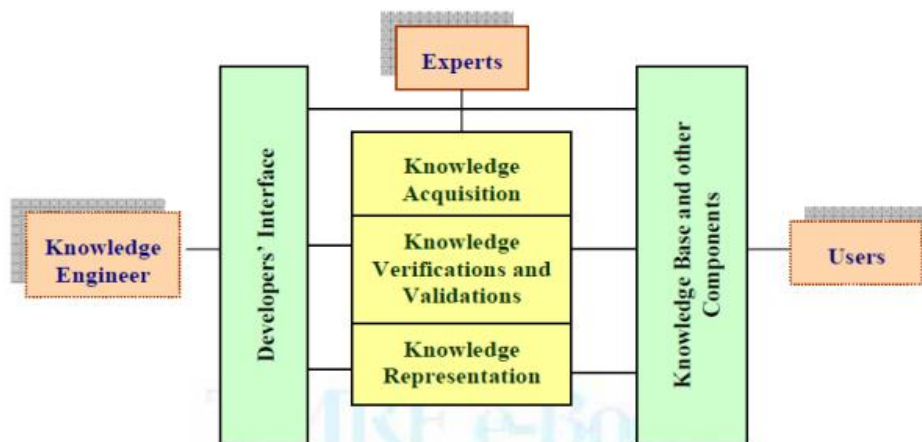 Experts
Developers' Interface
Knowledge
Acquisition
Knowledge
Verifications and
Validations
Knowledge
Representation
Knowledge Base and other
Components
Knowledge
Engineer
Users